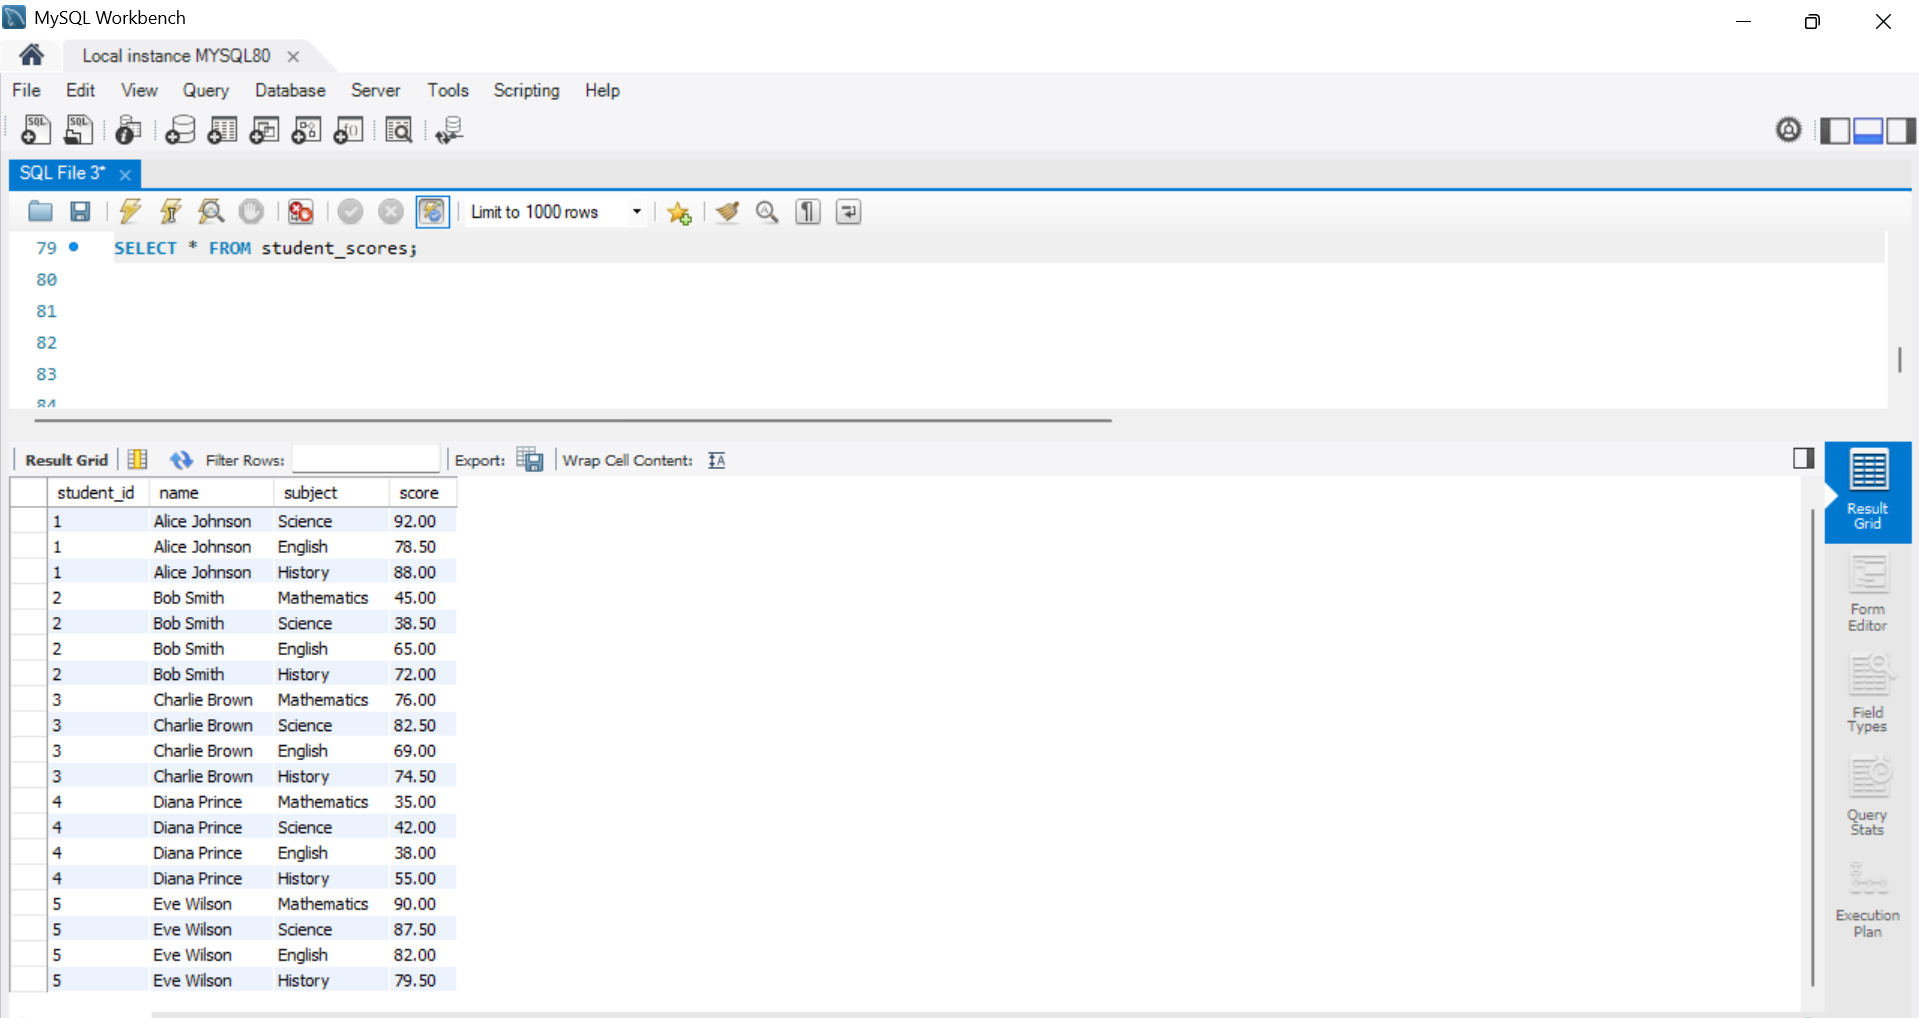 MySQL Workbench
Local instance MYSQL80
File Edit View Query Database Server Tools Scripting Help
SQL File 3*
Limit to 1000 rows
79 SELECT * FROM student_scores;
80
81
82
83
84
Result Grid Filter Rows: Export: Wrap Cell Content:
student_id name subject score
1 Alice Johnson Science 92.00
1 Alice Johnson English 78.50
1 Alice Johnson History 88.00
2 Bob Smith Mathematics 45.00
2 Bob Smith Science 38.50
2 Bob Smith English 65.00
2 Bob Smith History 72.00
3 Charlie Brown Mathematics 76.00
3 Charlie Brown Science 82.50
3 Charlie Brown English 69.00
3 Charlie Brown History 74.50
4 Diana Prince Mathematics 35.00
4 Diana Prince Science 42.00
4 Diana Prince English 38.00
4 Diana Prince History 55.00
5 Eve Wilson Mathematics 90.00
5 Eve Wilson Science 87.50
5 Eve Wilson English 82.00
5 Eve Wilson History 79.50
Result
Grid
Form
Editor
Field
Types
Query
Stats
Execution
Plan